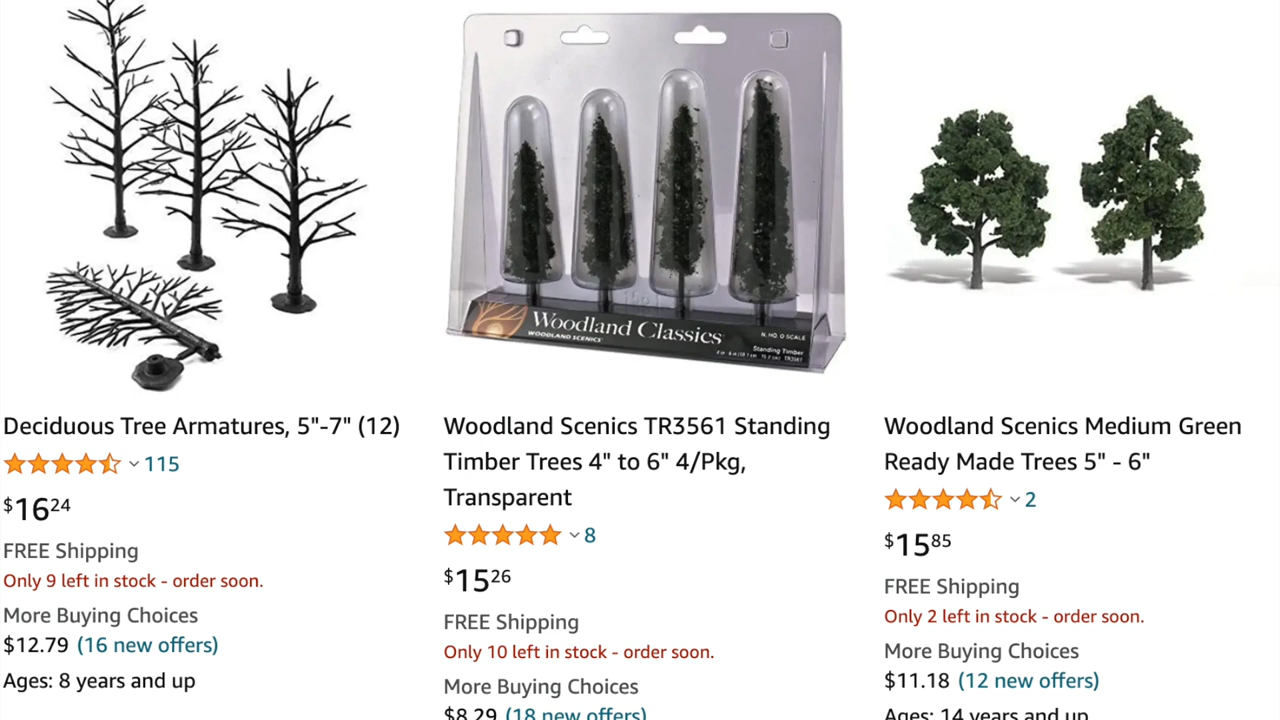 Woodland Classics
WOODLAND SCENICS
N, HO, O SCALE
Standing Timber
Deciduous Tree Armatures, 5"-7" (12)
115
$16 24
FREE Shipping
Only 9 left in stock - order soon.
More Buying Choices
$12.79 (16 new offers)
Ages: 8 years and up
Woodland Scenics TR3561 Standing
Timber Trees 4" to 6" 4/Pkg,
Transparent
8
$15 26
FREE Shipping
Only 10 left in stock - order soon.
More Buying Choices
$8.29 (18 new offers)
Woodland Scenics Medium Green
Ready Made Trees 5" - 6"
2
$15 85
FREE Shipping
Only 2 left in stock - order soon.
More Buying Choices
$11.18 (12 new offers)
Ages: 14 years and up